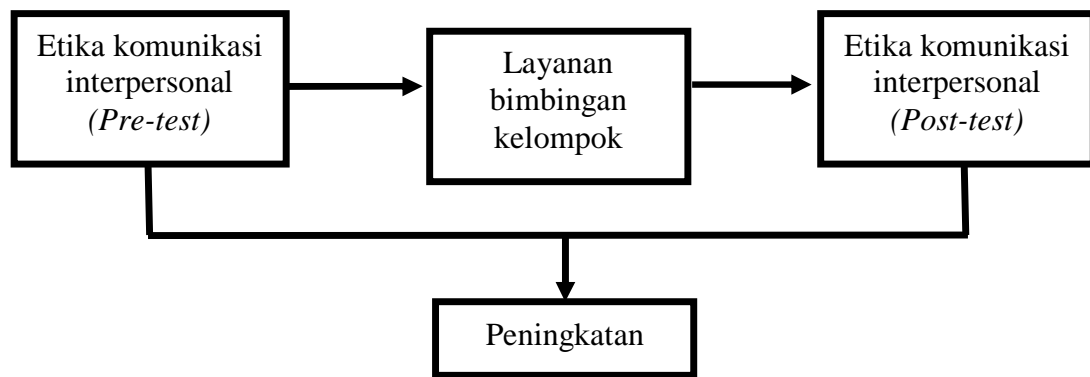 Etika komunikasi
interpersonal
(Pre-test)
Layanan
bimbingan
kelompok
Etika komunikasi
interpersonal
(Post-test)
Peningkatan